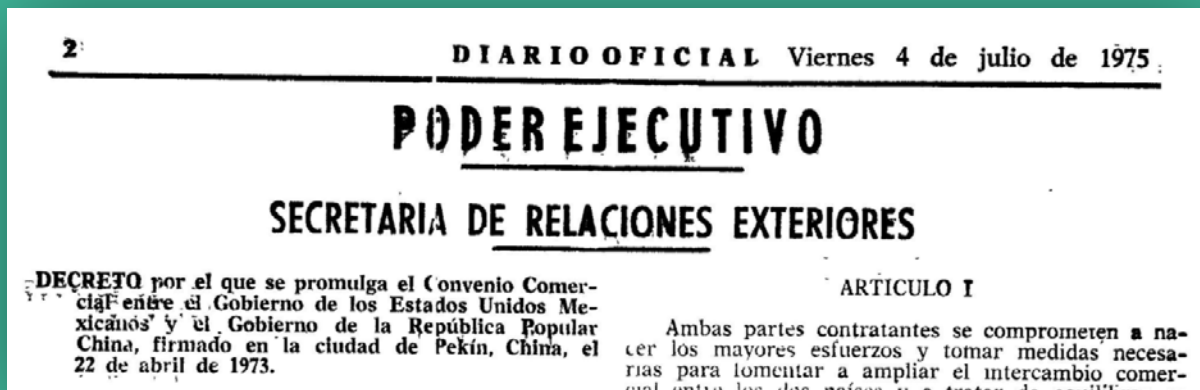 2
DIARIO OFICIAL Viernes 4 de julio de 1975
PODER EJECUTIVO
SECRETARIA DE RELACIONES EXTERIORES
DECRETO por el que se promulga el Convenio Comer-
cial entre el Gobierno de los Estados Unidos Me-
xicanos y el Gobierno de la República Popular
China, firmado en la ciudad de Pekín, China, el
22 de abril de 1973.
ARTICULO I
Ambas partes contratantes se comprometen a ha-
cer los mayores esfuerzos y tomar medidas necesa-
rias para fomentar a ampliar el intercambio comer-